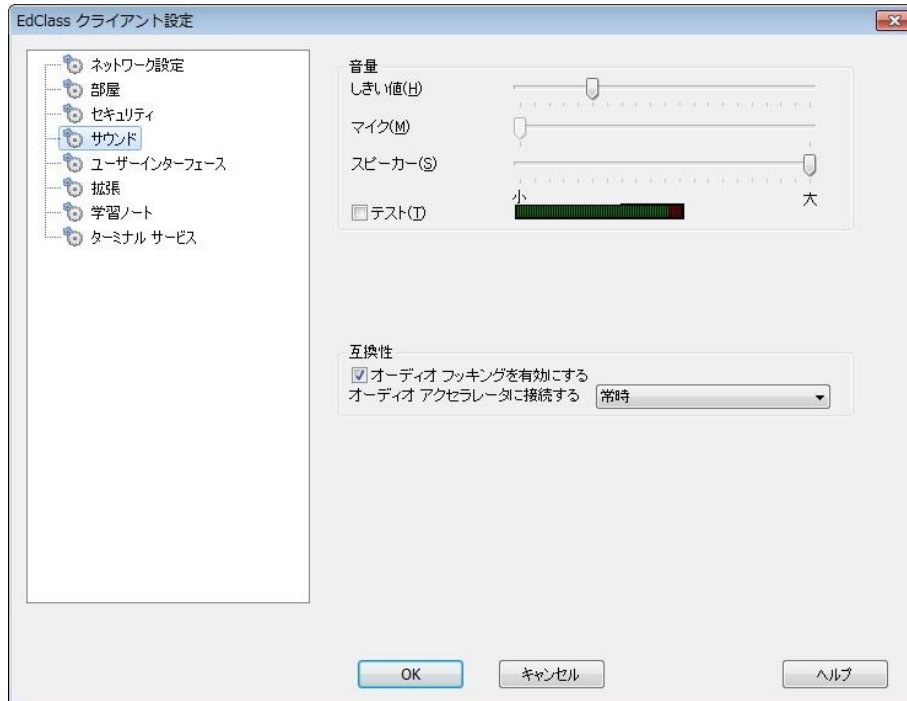 EdClass クライアント設定
ネットワーク設定
部屋
セキュリティ
サウンド
ユーザーインターフェース
拡張
学習ノート
ターミナル サービス
音量
しきい値(H)
マイク(M)
スピーカー(S)
小 大
テスト(T)
互換性
オーディオ フッキングを有効にする
オーディオ アクセラレータに接続する 常時
OK キャンセル ヘルプ